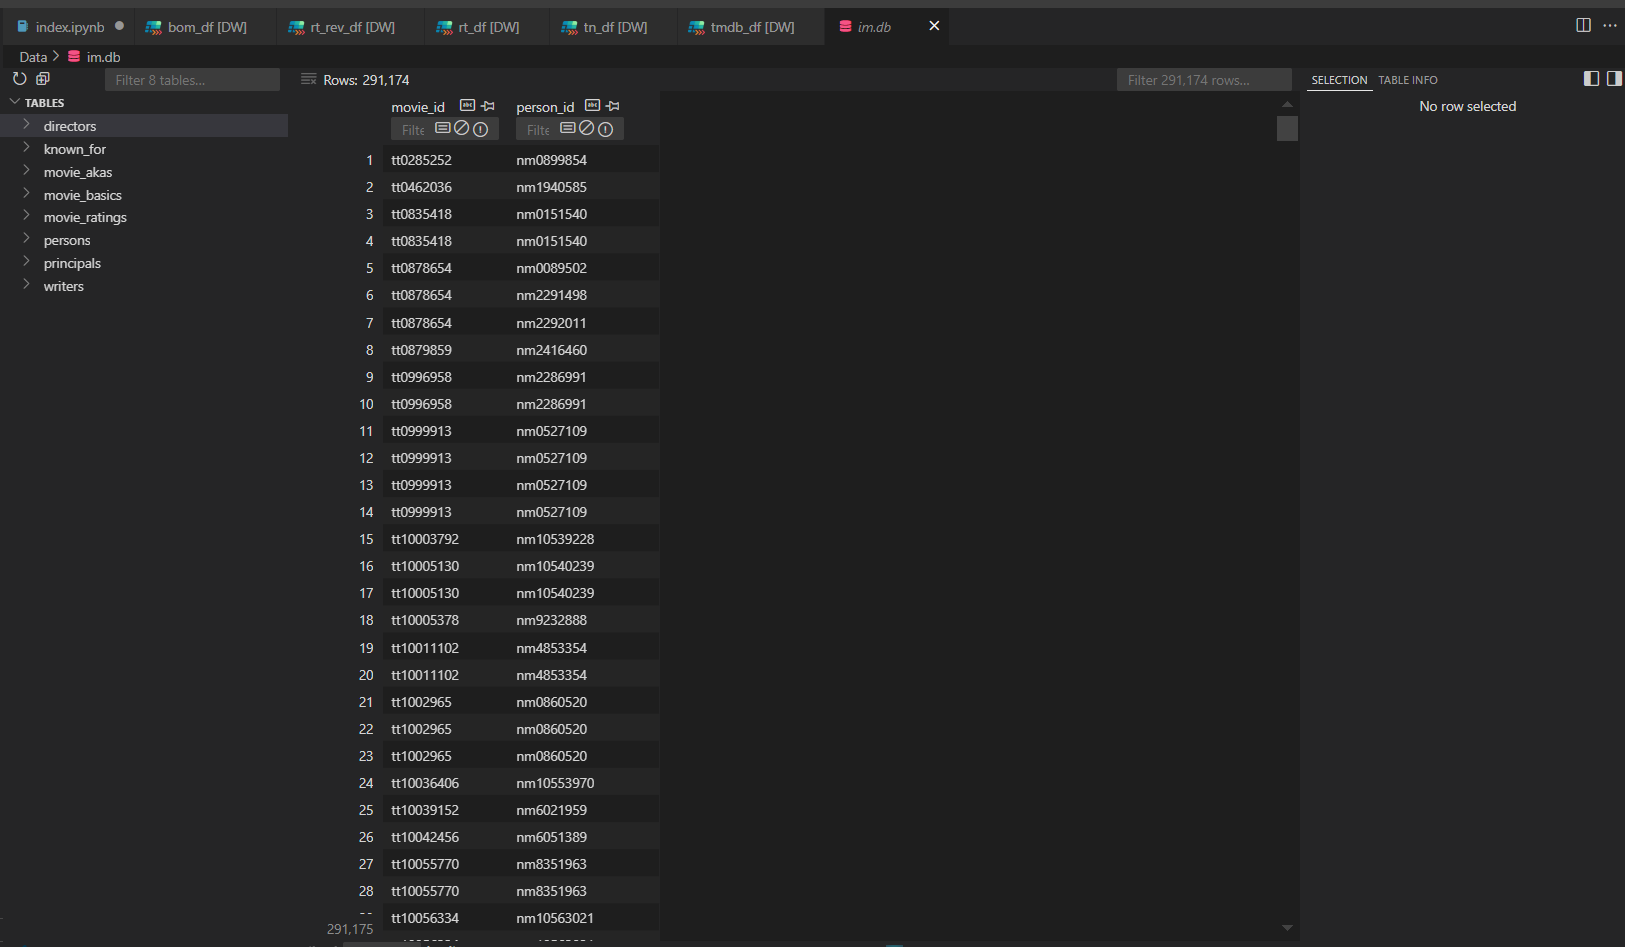 index.ipynb bom_df [DW] rt_rev_df [DW] rt_df [DW] tn_df [DW] tmdb_df [DW] im.db
Data > im.db
Filter 8 tables... Rows: 291,174 Filter 291,174 rows... SELECTION TABLE INFO
TABLES
directors
known_for
movie_akas
movie_basics
movie_ratings
persons
principals
writers
movie_id abc person_id abc
Filte Filte
1 tt0285252 nm0899854
2 tt0462036 nm1940585
3 tt0835418 nm0151540
4 tt0835418 nm0151540
5 tt0878654 nm0089502
6 tt0878654 nm2291498
7 tt0878654 nm2292011
8 tt0879859 nm2416460
9 tt0996958 nm2286991
10 tt0996958 nm2286991
11 tt0999913 nm0527109
12 tt0999913 nm0527109
13 tt0999913 nm0527109
14 tt0999913 nm0527109
15 tt10003792 nm10539228
16 tt10005130 nm10540239
17 tt10005130 nm10540239
18 tt10005378 nm9232888
19 tt10011102 nm4853354
20 tt10011102 nm4853354
21 tt1002965 nm0860520
22 tt1002965 nm0860520
23 tt1002965 nm0860520
24 tt10036406 nm10553970
25 tt10039152 nm6021959
26 tt10042456 nm6051389
27 tt10055770 nm8351963
28 tt10055770 nm8351963
tt10056334 nm10563021
291,175
No row selected